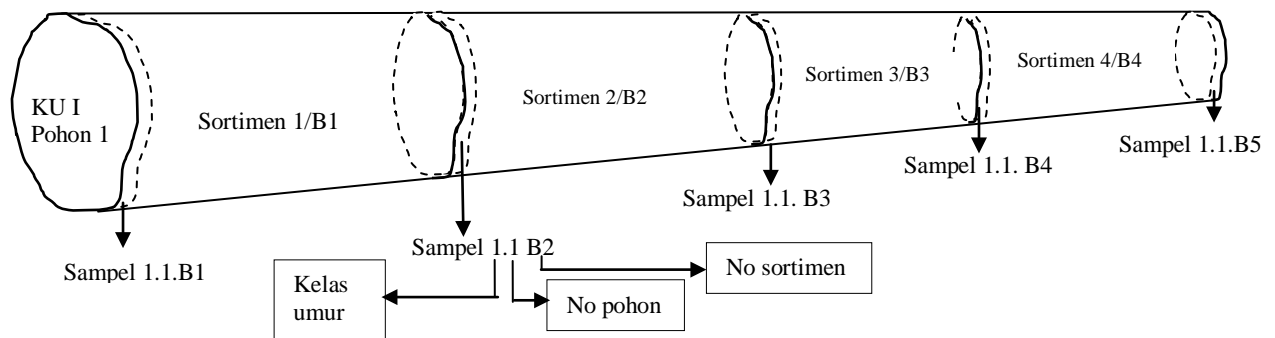 KU I
Pohon 1
Sortimen 1/B1
Sortimen 2/B2
Sortimen 3/B3
Sortimen 4/B4
Sampel 1.1.B1
Sampel 1.1 B2
Sampel 1.1. B3
Sampel 1.1. B4
Sampel 1.1.B5
Kelas
umur
No pohon
No sortimen